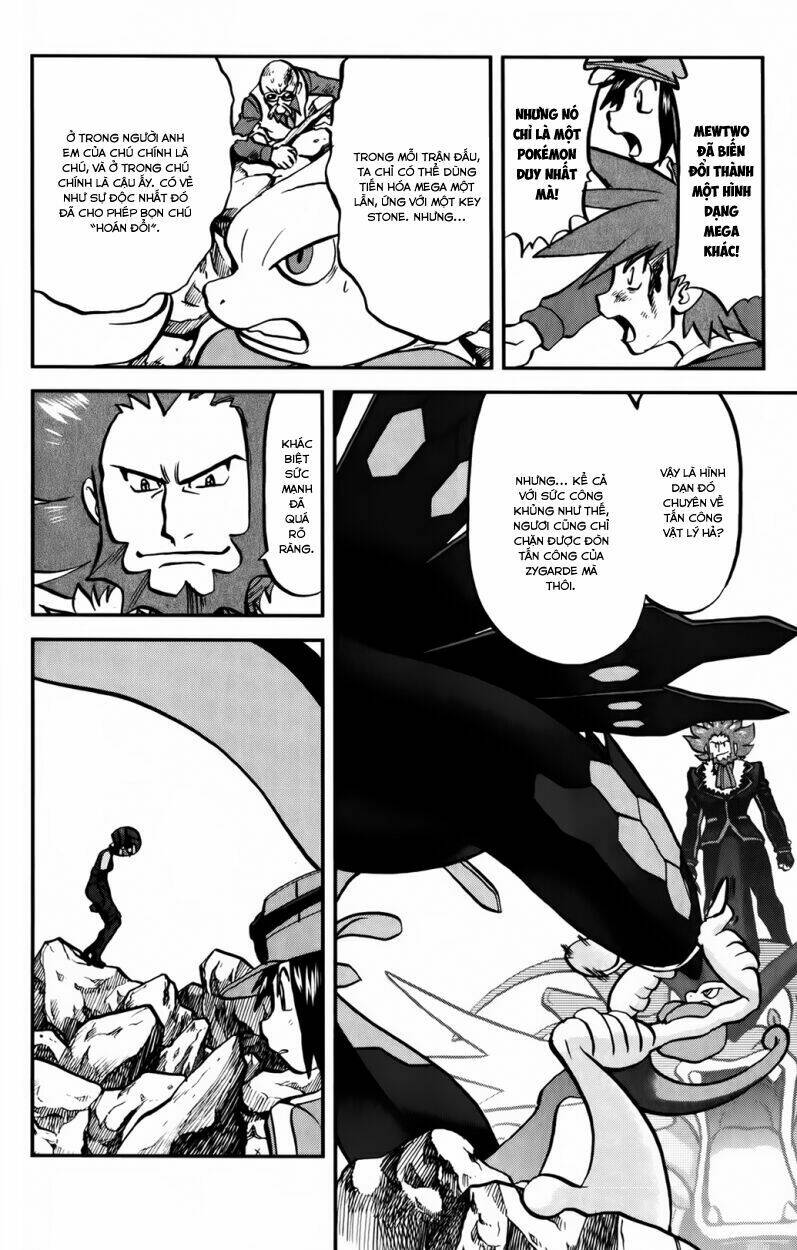 MEWTWO
ĐÃ BIẾN
ĐỔI THÀNH
MỘT HÌNH
DẠNG
MEGA
KHÁC!
NHƯNG NÓ
CHỈ LÀ MỘT
POKÉMON
DUY NHẤT
MÀ!
TRONG MỖI TRẬN ĐẤU,
TA CHỈ CÓ THỂ DÙNG
TIẾN HÓA MEGA MỘT
LẦN, ỨNG VỚI MỘT KEY
STONE. NHƯNG...
Ở TRONG NGƯỜI ANH
EM CỦA CHÚ CHÍNH LÀ
CHÚ, VÀ Ở TRONG CHÚ
CHÍNH LÀ CẬU ẤY. CÓ VẺ
NHƯ SỰ ĐỘC NHẤT ĐÓ
ĐÃ CHO PHÉP BỌN CHÚ
"HOÁN ĐỔI".
VẬY LÀ HÌNH
DẠN ĐÓ
CHUYÊN VỀ
TẤN CÔNG
VẬT LÝ HẢ?
NHƯNG... KỂ CẢ
VỚI SỨC CÔNG
KHỦNG NHƯ THẾ,
NGƯƠI CŨNG CHỈ
CHẶN ĐƯỢC ĐÒN
TẤN CÔNG CỦA
ZYGARDE MÀ
THÔI.
KHÁC
BIỆT
SỨC
MẠNH
ĐÃ
QUÁ
RÕ
RÀNG.